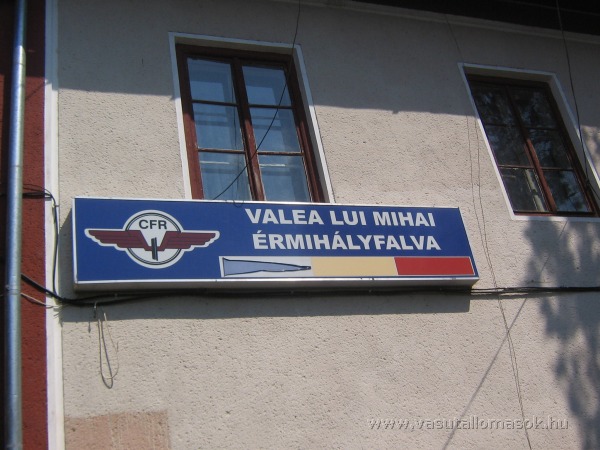 CFR
VALEA LUI MIHAI
ÉRMIHÁLYFALVA
www.vasutallomasok.hu